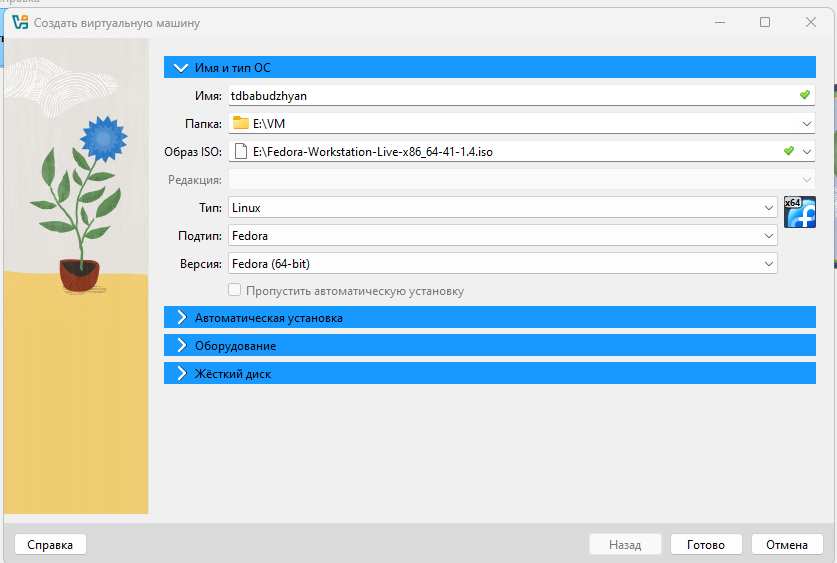 правка
Создать виртуальную машину
Имя и тип ОС
Имя: tdbabudzhyan
Папка: E:\VM
Образ ISO: E:\Fedora-Workstation-Live-x86_64-41-1.4.iso
Редакция:
Тип: Linux
x64
Подтип: Fedora
Версия: Fedora (64-bit)
Пропустить автоматическую установку
Автоматическая установка
Оборудование
Жёсткий диск
Справка Назад Готово Отмена